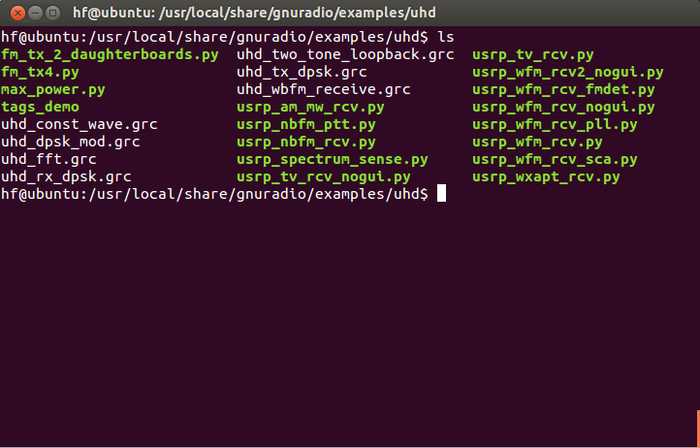 hf@ubuntu: /usr/local/share/gnuradio/examples/uhd
hf@ubuntu:/usr/local/share/gnuradio/examples/uhd$ ls
fm_tx_2_daughterboards.py uhd_two_tone_loopback.grc usrp_tv_rcv.py
fm_tx4.py uhd_tx_dpsk.grc usrp_wfm_rcv2_nogui.py
max_power.py uhd_wbfm_receive.grc usrp_wfm_rcv_fmdet.py
tags_demo usrp_am_mw_rcv.py usrp_wfm_rcv_nogui.py
uhd_const_wave.grc usrp_nbfm_ptt.py usrp_wfm_rcv_pll.py
uhd_dpsk_mod.grc usrp_nbfm_rcv.py usrp_wfm_rcv.py
uhd_fft.grc usrp_spectrum_sense.py usrp_wfm_rcv_sca.py
uhd_rx_dpsk.grc usrp_tv_rcv_nogui.py usrp_wxapt_rcv.py
hf@ubuntu:/usr/local/share/gnuradio/examples/uhd$